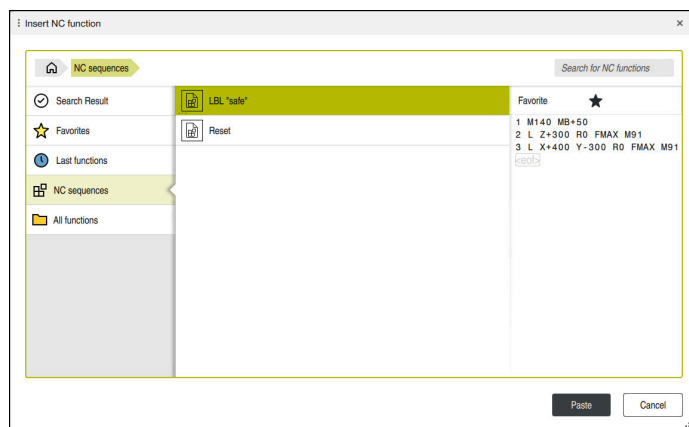 Insert NC function
NC sequences
Search for NC functions
Search Result
Favorites
Last functions
NC sequences
All functions
LBL "safe"
Reset
Favorite
1 M140 MB+50
2 L Z+300 R0 FMAX M91
3 L X+400 Y-300 R0 FMAX M91
<eof>
Paste
Cancel